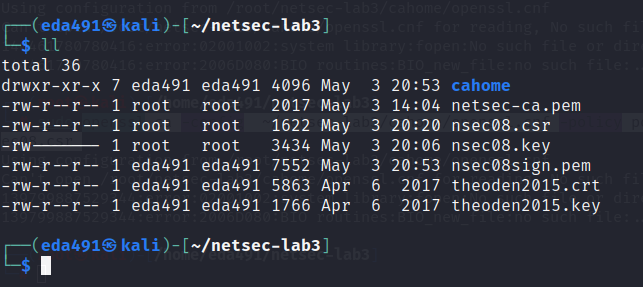 ┌──(eda491㉿kali)-[~/netsec-lab3]
└─$ ll
total 36
drwxr-xr-x 7 eda491 eda491 4096 May  3 20:53 cahome
-rw-r--r-- 1 root   root   2017 May  3 14:04 netsec-ca.pem
-rw-r--r-- 1 root   root   1622 May  3 20:20 nsec08.csr
-rw------- 1 root   root   3434 May  3 20:06 nsec08.key
-rw-r--r-- 1 eda491 eda491 7552 May  3 20:53 nsec08sign.pem
-rw-r--r-- 1 eda491 eda491 5863 Apr  6  2017 theoden2015.crt
-rw-r--r-- 1 eda491 eda491 1766 Apr  6  2017 theoden2015.key
┌──(eda491㉿kali)-[~/netsec-lab3]
└─$